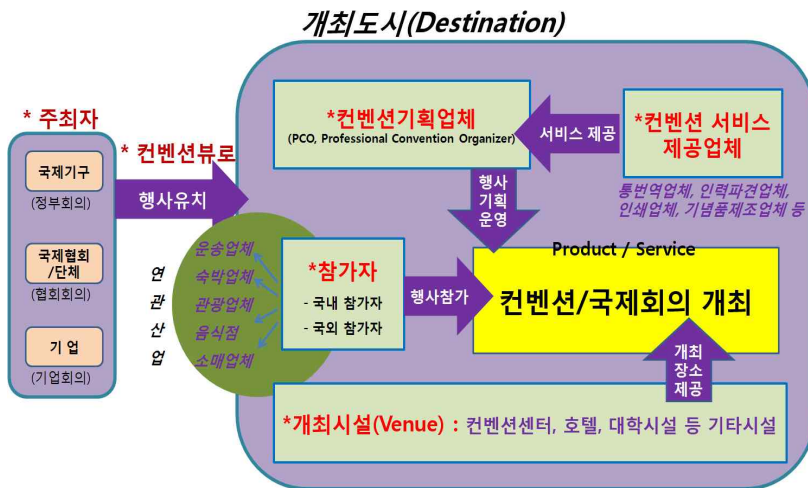 개최도시(Destination)
* 주최자
국제기구
(정부회의)
국제협회
/단체
(협회회의)
기 업
(기업회의)
* 컨벤션뷰로
행사유치
*컨벤션기획업체
(PCO, Professional Convention Organizer)
서비스 제공
*컨벤션 서비스
제공업체
통번역업체, 인력파견업체,
인쇄업체, 기념품제조업체 등
행사
기획
운영
연
관
산
업
운송업체
숙박업체
관광업체
음식점
소매업체
*참가자
- 국내 참가자
- 국외 참가자
행사참가
Product / Service
컨벤션/국제회의 개최
개최
장소
제공
*개최시설(Venue) : 컨벤션센터, 호텔, 대학시설 등 기타시설